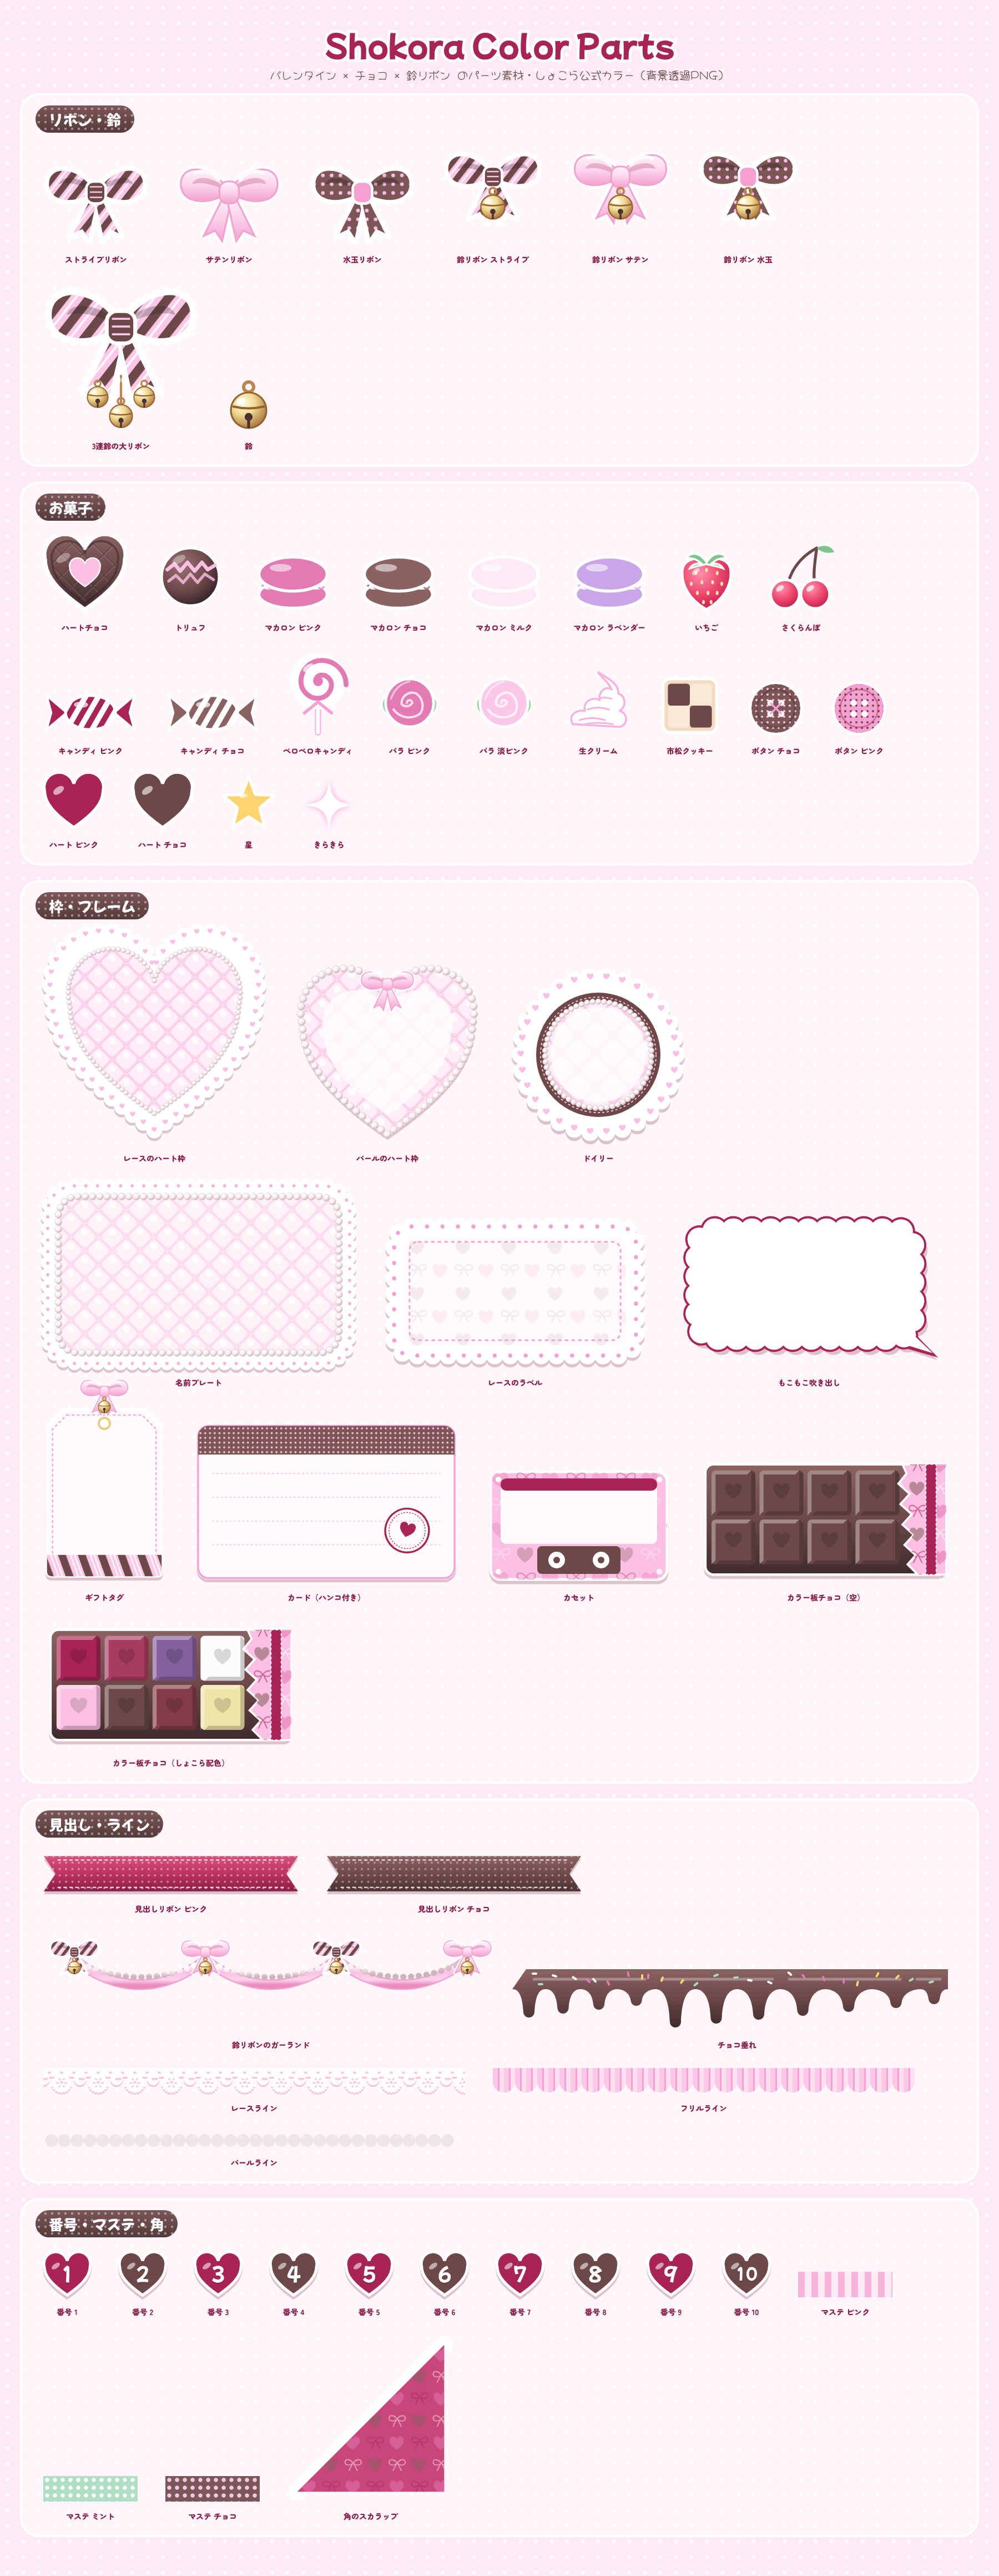 Shokora Color Parts
バレンタイン × チョコ × 鈴リボン のパーツ素材・しょこら公式カラー（背景透過PNG）
リボン・鈴
ストライプリボン
サテンリボン
水玉リボン
鈴リボン ストライプ
鈴リボン サテン
鈴リボン 水玉
3連鈴の大リボン
鈴
お菓子
ハートチョコ
トリュフ
マカロン ピンク
マカロン チョコ
マカロン ミルク
マカロン ラベンダー
いちご
さくらんぼ
キャンディ ピンク
キャンディ チョコ
ペロペロキャンディ
バラ ピンク
バラ 淡ピンク
生クリーム
市松クッキー
ボタン チョコ
ボタン ピンク
ハート ピンク
ハート チョコ
星
きらきら
枠・フレーム
レースのハート枠
パールのハート枠
ドイリー
名前プレート
レースのラベル
もこもこ吹き出し
ギフトタグ
カード（ハンコ付き）
カセット
カラー板チョコ（空）
カラー板チョコ（しょこら配色）
見出し・ライン
見出しリボン ピンク
見出しリボン チョコ
鈴リボンのガーランド
チョコ垂れ
レースライン
フリルライン
パールライン
番号・マステ・角
1
2
3
4
5
6
7
8
9
10
番号 1
番号 2
番号 3
番号 4
番号 5
番号 6
番号 7
番号 8
番号 9
番号 10
マステ ピンク
マステ ミント
マステ チョコ
角のスカラップ